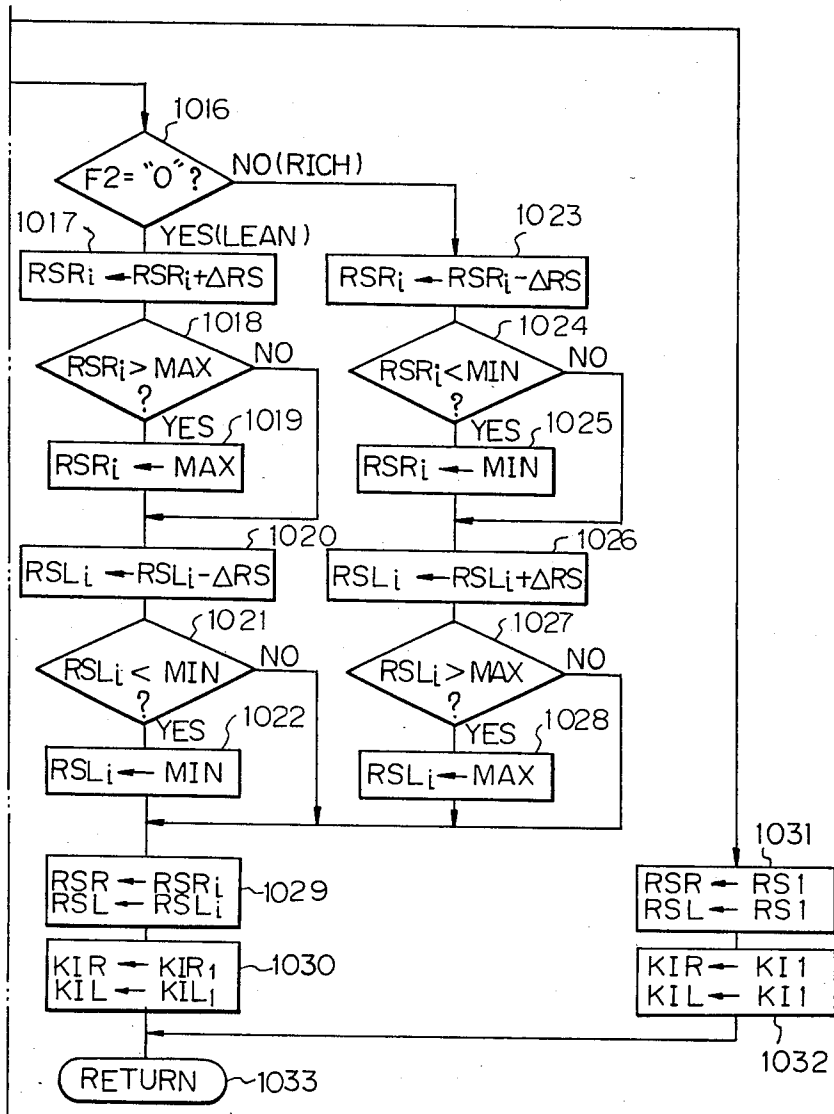 1016
F2= "0"?
NO(RICH)
YES(LEAN)
1017
RSRi ← RSRi+ΔRS
1018
RSRi > MAX
?
NO
YES
1019
RSRi ← MAX
1020
RSLi ← RSLi-ΔRS
1021
RSLi < MIN
?
NO
YES
1022
RSLi ← MIN
1023
RSRi ← RSRi-ΔRS
1024
RSRi < MIN
?
NO
YES
1025
RSRi ← MIN
1026
RSLi ← RSLi+ΔRS
1027
RSLi > MAX
?
NO
YES
1028
RSLi ← MAX
RSR ← RSRi
RSL ← RSLi
1029
KIR ← KIR1
KIL ← KIL1
1030
1031
RSR ← RS1
RSL ← RS1
KIR ← KI1
KIL ← KI1
1032
RETURN
1033